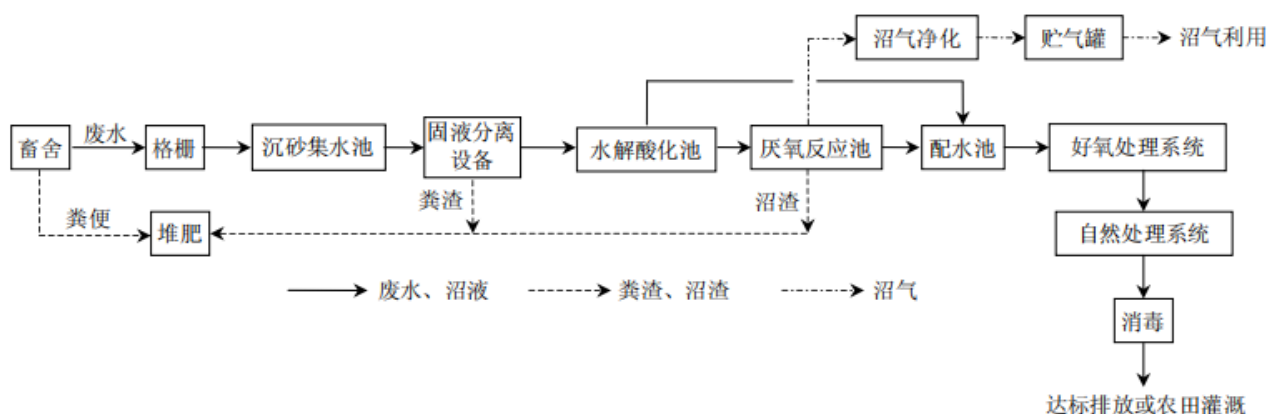 沼气净化
贮气罐
沼气利用
畜舍
废水
格栅
沉砂集水池
固液分离
设备
水解酸化池
厌氧反应池
配水池
好氧处理系统
粪渣
沼渣
粪便
堆肥
自然处理系统
废水、沼液
粪渣、沼渣
沼气
消毒
达标排放或农田灌溉